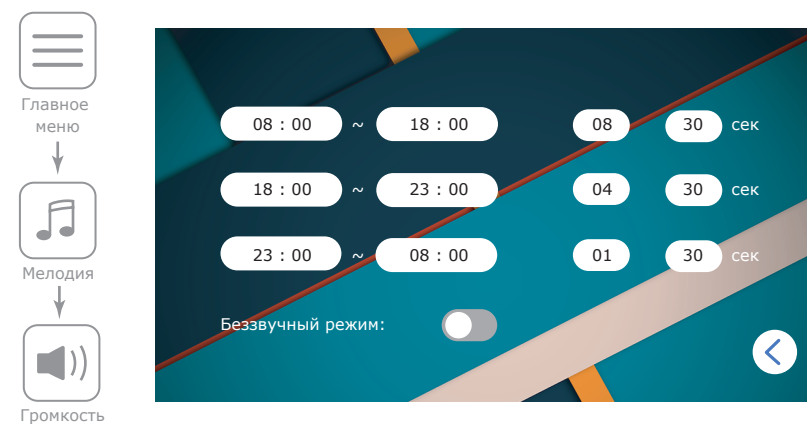 Главное
меню
Мелодия
Громкость
08 : 00 ~ 18 : 00 08 30 сек
18 : 00 ~ 23 : 00 04 30 сек
23 : 00 ~ 08 : 00 01 30 сек
Беззвучный режим: